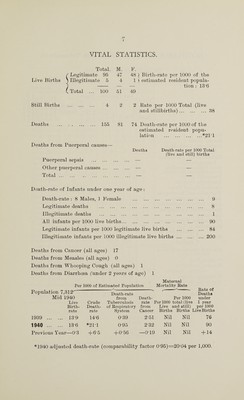 7
VITAL STATISTICS.
Total. M. F.
Live Births { Legitimate 95 47 48 } Birth-rate per 1000 of the
Illegitimate 5 4 1 } estimated resident popula-
— — — tion : 13·6
Total ... 100 51 49
Still Births ... ... ... 4 2 2 Rate per 1000 Total (live
and stillbirths) ... ... ... 38
Deaths ... ... ... ... 155 81 74 Death-rate per 1000 of the
estimated resident popu-
lation ... ... ... ... *21·1
Deaths from Puerperal causes—
Deaths Death-rate per 1000 Total
(live and still) births
Puerperal sepsis ... ... ... ... — —
Other puerperal causes ... ... ... — —
Total ... ... ... ... ... ... — —
Death-rate of Infants under one year of age:
Death-rate : 8 Males, 1 Female ... ... ... ... 9
Legitimate deaths ... ... ... ... 8
Illegitimate deaths ... ... ... ... 1
All infants per 1000 live births ... ... ... ... 90
Legitimate infants per 1000 legitimate live births ... ... 84
Illegitimate infants per 1000 illegitimate live births ... ... 200
Deaths from Cancer (all ages) 17
Deaths from Measles (all ages) 0
Deaths from Whooping Cough (all ages) 1
Deaths from Diarrhœa (under 2 years of age) 1
Per 1000 of Estimated Population Maternal Mortality Rate Rate of Deaths under 1 year per 1000 Live Births
Population 7,312
Mid 1940
Live Birth-rate Crude Death-rate Death-rate from Tuberculosis of Respiratory System Death-rate from Cancer Per 1000 Live Births Per 1000 total (live and still) Births
1939 ... ... 13·9 14·6 0·39 2·51 Nil Nil 76
1940 ... ... 13·6 *21·1 0·95 2·32 Nil Nil 90
Previous Year—0·3 +6·5 +0·56 —0·19 Nil Nil +14
*1940 adjusted death-rate (comparability factor 0·95)=20·04 per 1,000.